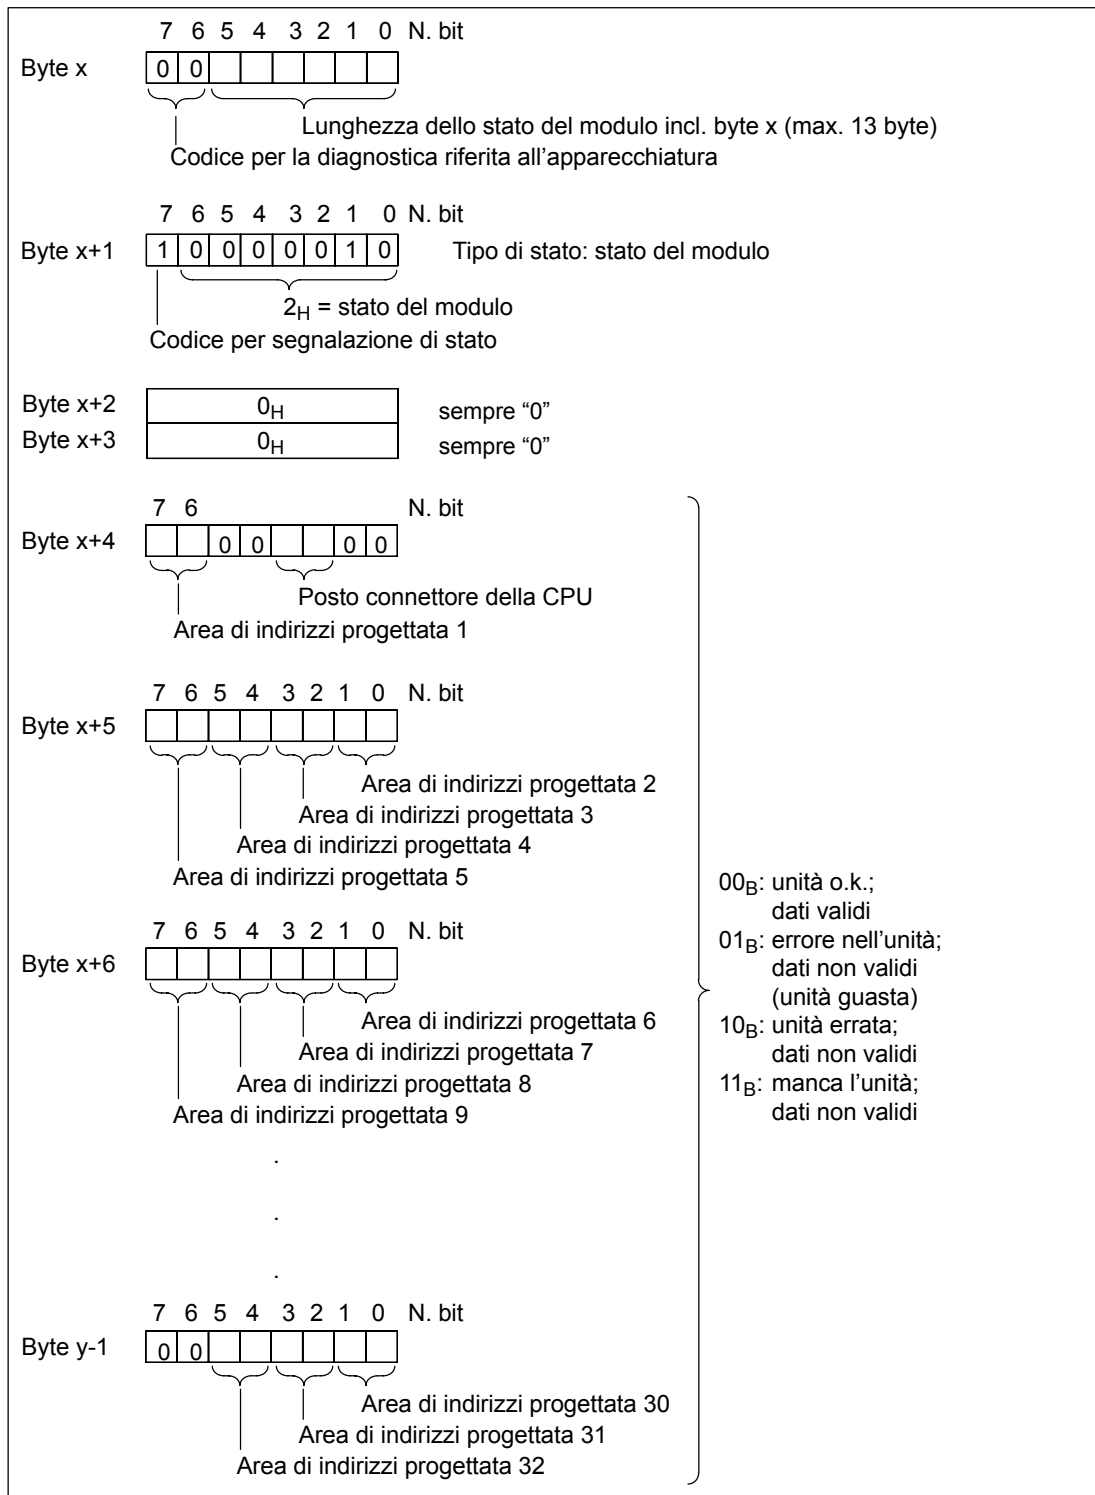 7 6 5 4 3 2 1 0 N. bit
Byte x 0 0
Lunghezza dello stato del modulo incl. byte x (max. 13 byte)
Codice per la diagnostica riferita all’apparecchiatura
7 6 5 4 3 2 1 0 N. bit
Byte x+1 1 0 0 0 0 0 1 0 Tipo di stato: stato del modulo
2H = stato del modulo
Codice per segnalazione di stato
Byte x+2 0H sempre “0”
Byte x+3 0H sempre “0”
7 6 N. bit
Byte x+4 0 0 0 0
Posto connettore della CPU
Area di indirizzi progettata 1
7 6 5 4 3 2 1 0 N. bit
Byte x+5
Area di indirizzi progettata 2
Area di indirizzi progettata 3
Area di indirizzi progettata 4
Area di indirizzi progettata 5
7 6 5 4 3 2 1 0 N. bit
Byte x+6
Area di indirizzi progettata 6
Area di indirizzi progettata 7
Area di indirizzi progettata 8
Area di indirizzi progettata 9
.
.
.
7 6 5 4 3 2 1 0 N. bit
Byte y-1 0 0
Area di indirizzi progettata 30
Area di indirizzi progettata 31
Area di indirizzi progettata 32
00B: unità o.k.;
dati validi
01B: errore nell’unità;
dati non validi
(unità guasta)
10B: unità errata;
dati non validi
11B: manca l’unità;
dati non validi